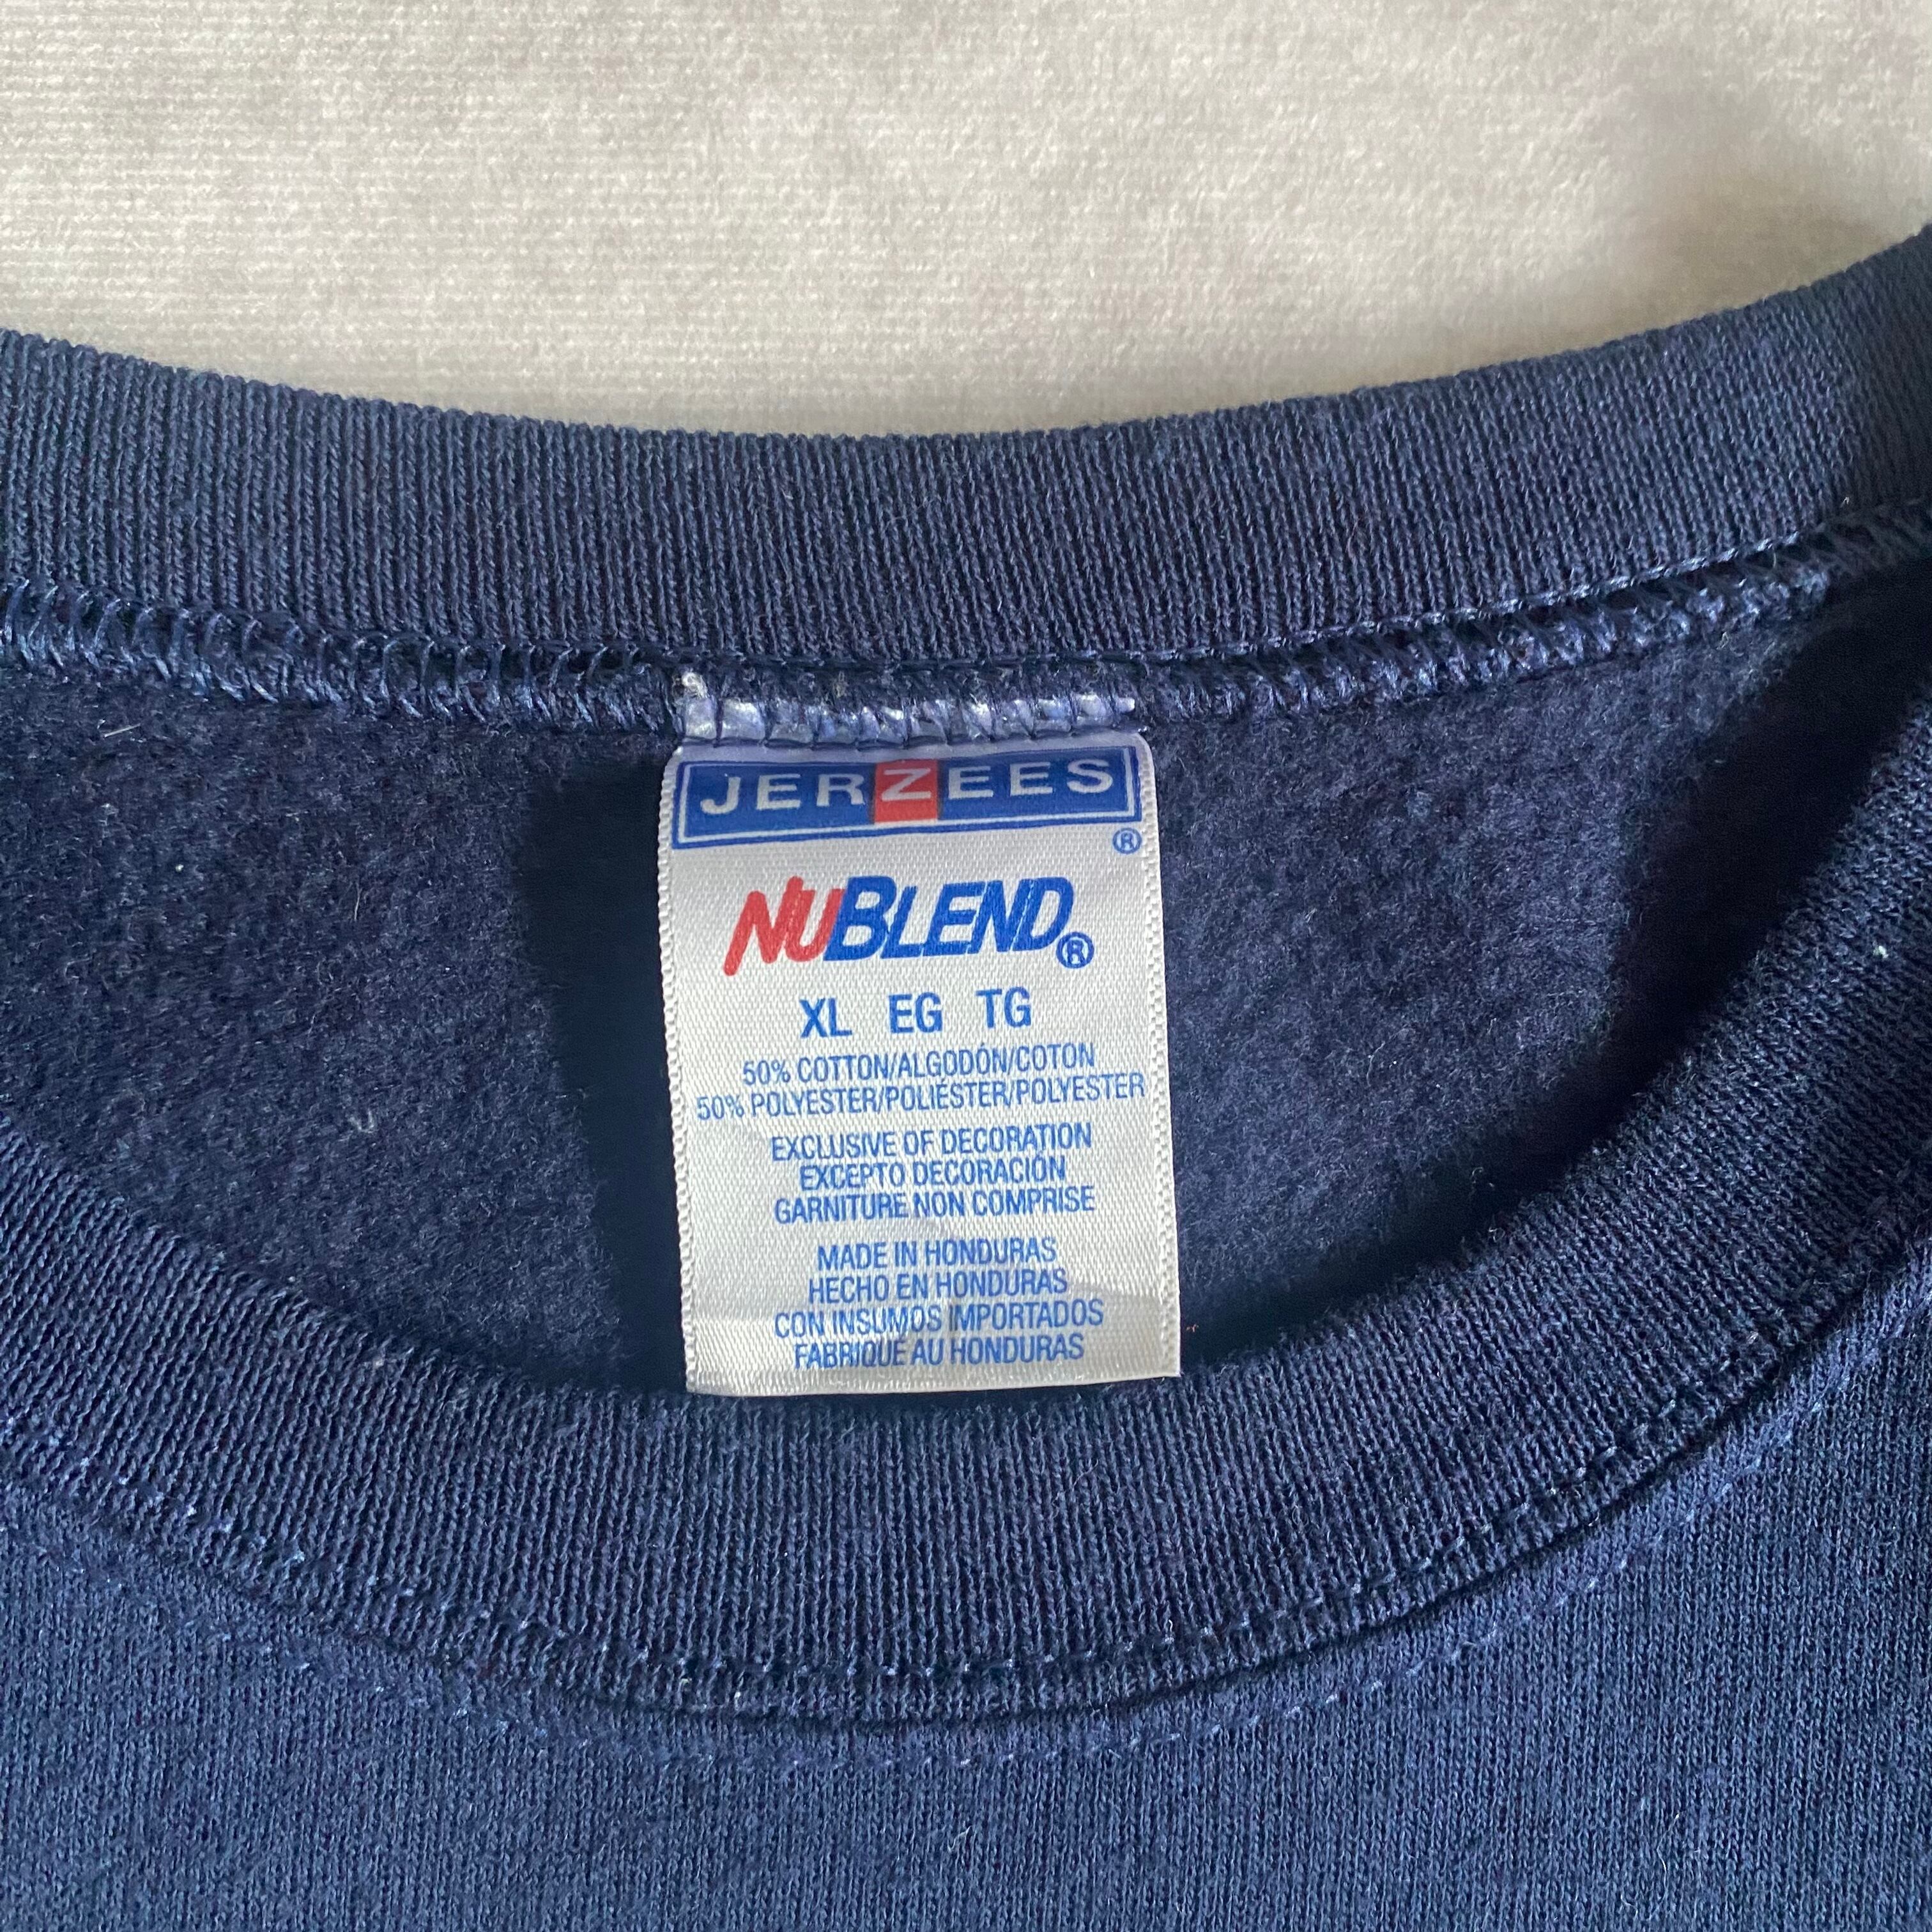 JERZEES
®
NUBLEND®
XL EG TG
50% COTTON/ALGODÓN/COTON
50% POLYESTER/POLIÉSTER/POLYESTER
EXCLUSIVE OF DECORATION
EXCEPTO DECORACIÓN
GARNITURE NON COMPRISE
MADE IN HONDURAS
HECHO EN HONDURAS
CON INSUMOS IMPORTADOS
FABRIQUÉ AU HONDURAS